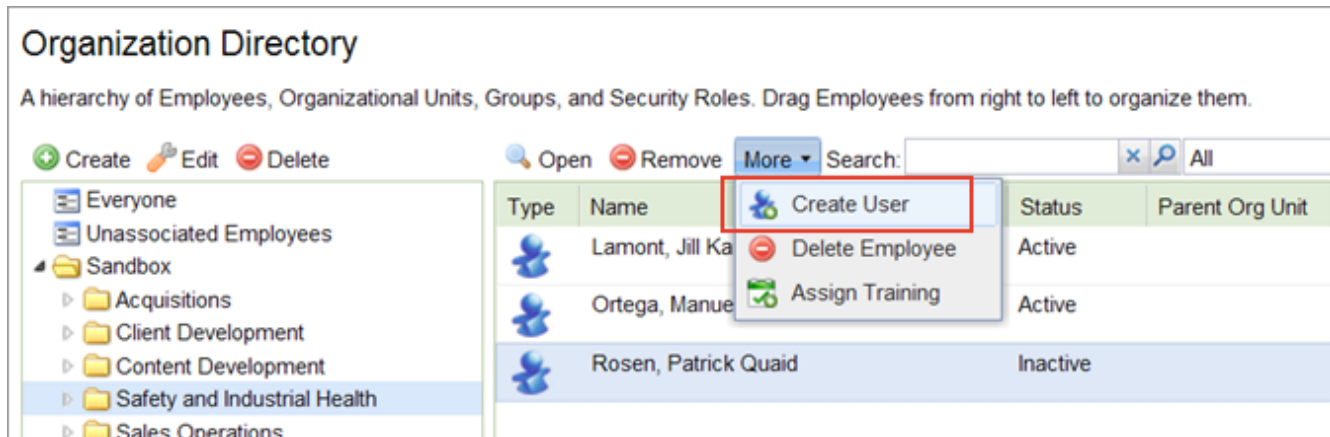 Organization Directory
A hierarchy of Employees, Organizational Units, Groups, and Security Roles. Drag Employees from right to left to organize them.
Create Edit Delete
Everyone
Unassociated Employees
Sandbox
Acquisitions
Client Development
Content Development
Safety and Industrial Health
Sales Operations
Open Remove More Search: All
Type Name Status Parent Org Unit
Create User
Delete Employee
Assign Training
Lamont, Jill Ka Active
Ortega, Manue Active
Rosen, Patrick Quaid Inactive